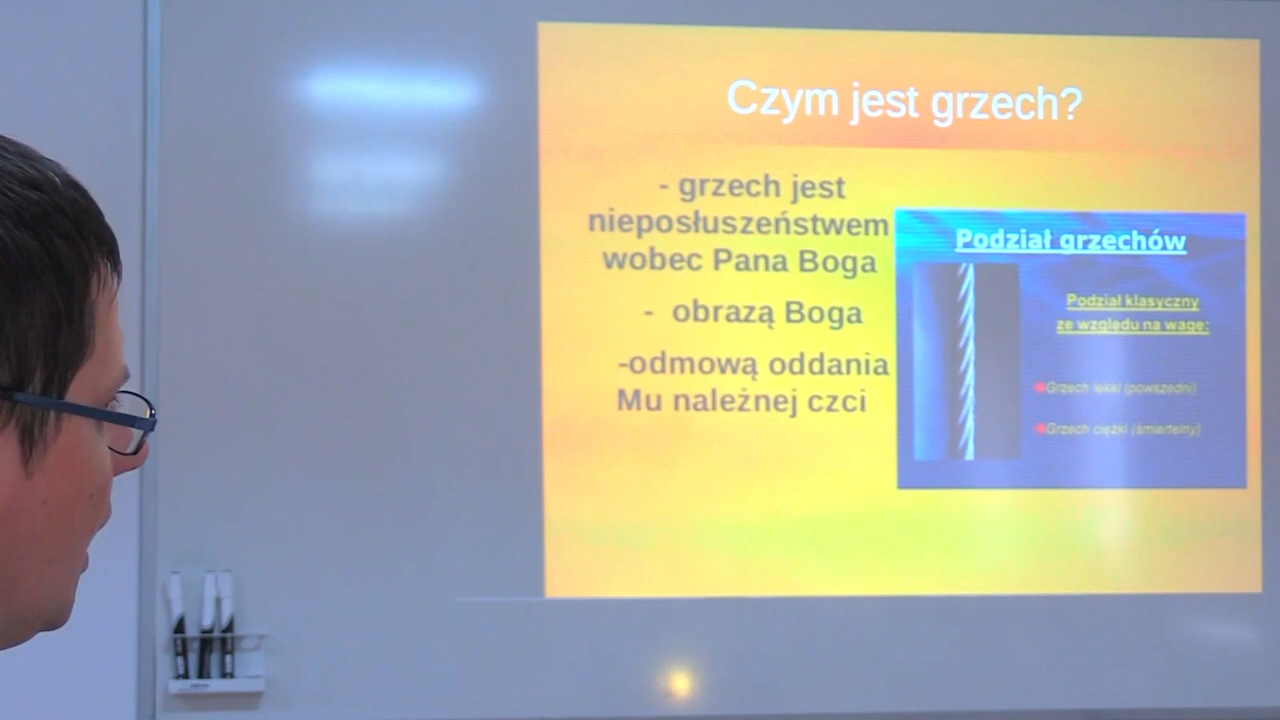 Czym jest grzech?
- grzech jest
nieposłuszeństwem
wobec Pana Boga
- obrazą Boga
-odmową oddania
Mu należnej czci
Podział grzechów
Podział klasyczny
ze względu na wagę:
Grzech lekki (powszedni)
Grzech ciężki (śmiertelny)